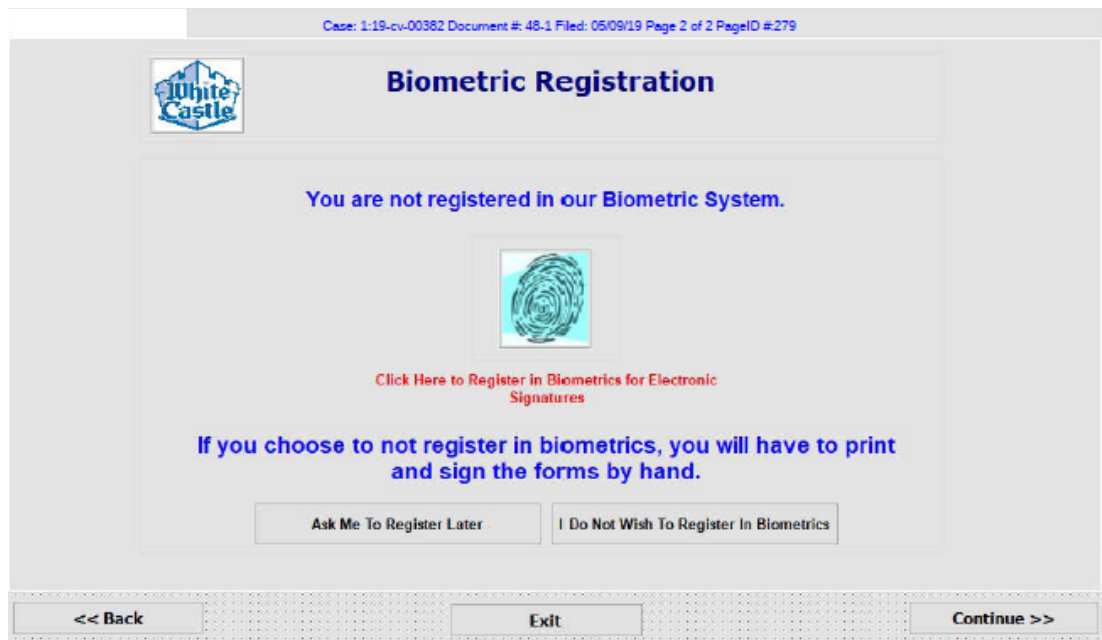 Case: 1:19-cv-00382 Document #: 48-1 Filed: 05/09/19 Page 2 of 2 PageID #:279
White
Castle
Biometric Registration
You are not registered in our Biometric System.
Click Here to Register in Biometrics for Electronic
Signatures
If you choose to not register in biometrics, you will have to print
and sign the forms by hand.
Ask Me To Register Later
I Do Not Wish To Register In Biometrics
<< Back
Exit
Continue >>